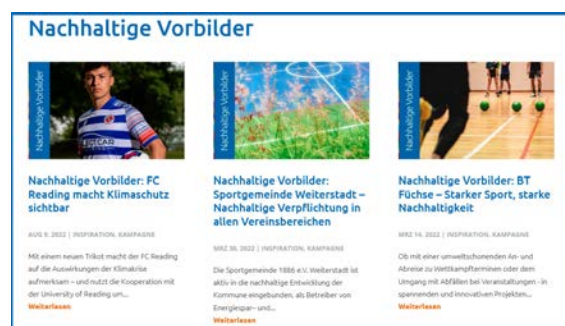 Nachhaltige Vorbilder
Nachhaltige Vorbilder
Nachhaltige Vorbilder: FC
Reading macht Klimaschutz
sichtbar
AUG 9, 2022 | INSPIRATION, KAMPAGNE
Mit einem neuen Trikot macht der FC Reading
auf die Auswirkungen der Klimakrise
aufmerksam – und nutzt die Kooperation mit
der University of Reading um...
Weiterlesen
Nachhaltige Vorbilder
Nachhaltige Vorbilder:
Sportgemeinde Weiterstadt –
Nachhaltige Verpflichtung in
allen Vereinsbereichen
MRZ 30, 2022 | INSPIRATION, KAMPAGNE
Die Sportgemeinde 1886 e.V. Weiterstadt ist
aktiv in die nachhaltige Entwicklung der
Kommune eingebunden, als Betreiber von
Energiespar- und...
Weiterlesen
Nachhaltige Vorbilder
Nachhaltige Vorbilder: BT
Füchse – Starker Sport, starke
Nachhaltigkeit
MRZ 14, 2022 | INSPIRATION, KAMPAGNE
Ob mit einer umweltschonenden An- und
Abreise zu Wettkampfterminen oder dem
Umgang mit Abfällen bei Veranstaltungen - in
spannenden und innovativen Projekten...
Weiterlesen